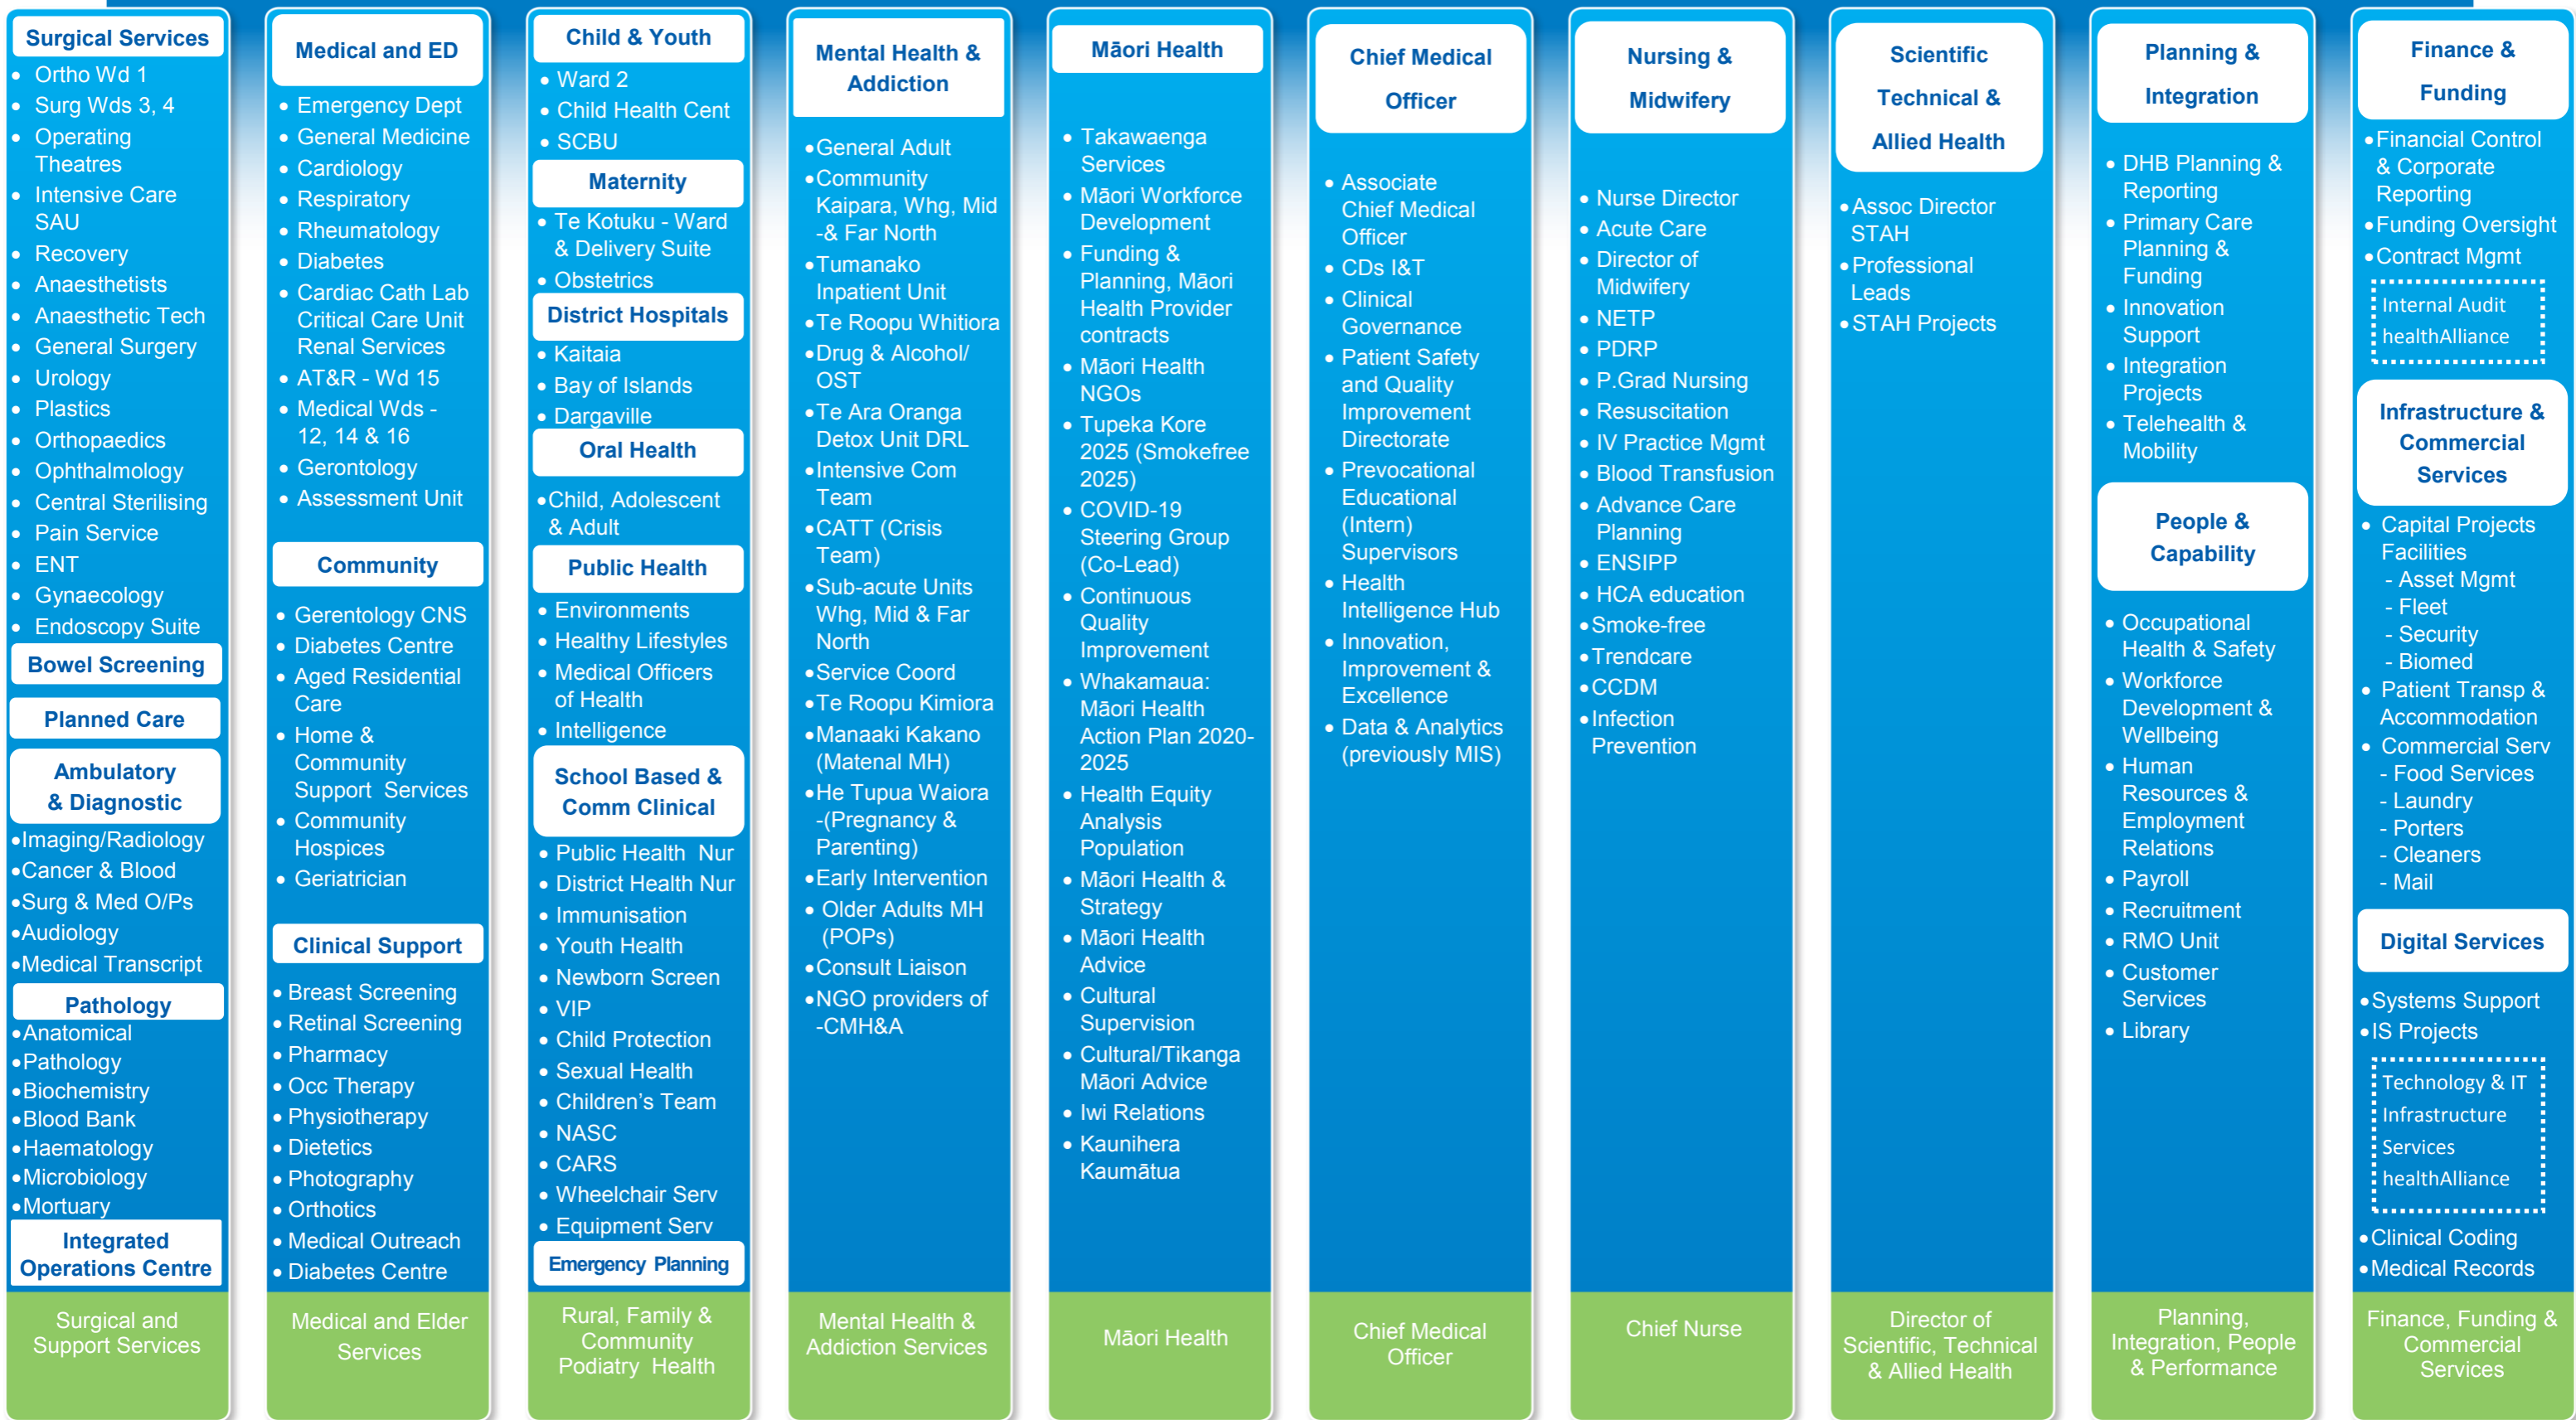 Surgical Services
• Ortho Wd 1
• Surg Wds 3, 4
• Operating
Theatres
• Intensive Care
SAU
• Recovery
• Anaesthetists
• Anaesthetic Tech
• General Surgery
• Urology
• Plastics
• Orthopaedics
• Ophthalmology
• Central Sterilising
• Pain Service
• ENT
• Gynaecology
• Endoscopy Suite
Bowel Screening
Planned Care
Ambulatory
& Diagnostic
•Imaging/Radiology
•Cancer & Blood
•Surg & Med O/Ps
•Audiology
•Medical Transcript
Pathology
•Anatomical
•Pathology
•Biochemistry
•Blood Bank
•Haematology
•Microbiology
•Mortuary
Integrated
Operations Centre
Surgical and
Support Services
Medical and ED
• Emergency Dept
• General Medicine
• Cardiology
• Respiratory
• Rheumatology
• Diabetes
• Cardiac Cath Lab
Critical Care Unit
Renal Services
• AT&R - Wd 15
• Medical Wds -
12, 14 & 16
• Gerontology
• Assessment Unit
Community
• Gerentology CNS
• Diabetes Centre
• Aged Residential
Care
• Home &
Community
Support Services
• Community
Hospices
• Geriatrician
Clinical Support
• Breast Screening
• Retinal Screening
• Pharmacy
• Occ Therapy
• Physiotherapy
• Dietetics
• Photography
• Orthotics
• Medical Outreach
• Diabetes Centre
Medical and Elder
Services
Child & Youth
• Ward 2
• Child Health Cent
• SCBU
Maternity
• Te Kotuku - Ward
& Delivery Suite
• Obstetrics
District Hospitals
• Kaitaia
• Bay of Islands
• Dargaville
Oral Health
•Child, Adolescent
& Adult
Public Health
• Environments
• Healthy Lifestyles
• Medical Officers
of Health
• Intelligence
School Based &
Comm Clinical
• Public Health Nur
• District Health Nur
• Immunisation
• Youth Health
• Newborn Screen
• VIP
• Child Protection
• Sexual Health
• Children's Team
• NASC
• CARS
• Wheelchair Serv
• Equipment Serv
Emergency Planning
Rural, Family &
Community
Podiatry Health
Mental Health &
Addiction
•General Adult
•Community
Kaipara, Whg, Mid
-& Far North
•Tumanako
Inpatient Unit
•Te Roopu Whitiora
•Drug & Alcohol/
OST
•Te Ara Oranga
Detox Unit DRL
•Intensive Com
Team
•CATT (Crisis
Team)
•Sub-acute Units
Whg, Mid & Far
North
•Service Coord
•Te Roopu Kimiora
•Manaaki Kakano
(Matenal MH)
•He Tupua Waiora
-(Pregnancy &
Parenting)
•Early Intervention
• Older Adults MH
(POPs)
•Consult Liaison
•NGO providers of
-CMH&A
Mental Health &
Addiction Services
Māori Health
• Takawaenga
Services
• Māori Workforce
Development
• Funding &
Planning, Māori
Health Provider
contracts
• Māori Health
NGOs
• Tupeka Kore
2025 (Smokefree
2025)
• COVID-19
Steering Group
(Co-Lead)
• Continuous
Quality
Improvement
• Whakamaua:
Māori Health
Action Plan 2020-
2025
• Health Equity
Analysis
Population
• Māori Health &
Strategy
• Māori Health
Advice
• Cultural
Supervision
• Cultural/Tikanga
Māori Advice
• Iwi Relations
• Kaunihera
Kaumātua
Māori Health
Chief Medical
Officer
• Associate
Chief Medical
Officer
• CDs I&T
• Clinical
Governance
• Patient Safety
and Quality
Improvement
Directorate
• Prevocational
Educational
(Intern)
Supervisors
• Health
Intelligence Hub
• Innovation,
Improvement &
Excellence
• Data & Analytics
(previously MIS)
Chief Medical
Officer
Nursing &
Midwifery
• Nurse Director
• Acute Care
• Director of
Midwifery
• NETP
• PDRP
• P.Grad Nursing
• Resuscitation
• IV Practice Mgmt
• Blood Transfusion
• Advance Care
Planning
• ENSIPP
• HCA education
•Smoke-free
•Trendcare
•CCDM
•Infection
Prevention
Chief Nurse
Scientific
Technical &
Allied Health
•Assoc Director
STAH
•Professional
Leads
•STAH Projects
Director of
Scientific, Technical
& Allied Health
Planning &
Integration
• DHB Planning &
Reporting
• Primary Care
Planning &
Funding
• Innovation
Support
• Integration
Projects
• Telehealth &
Mobility
People &
Capability
• Occupational
Health & Safety
• Workforce
Development &
Wellbeing
• Human
Resources &
Employment
Relations
• Payroll
• Recruitment
• RMO Unit
• Customer
Services
• Library
Planning,
Integration, People
& Performance
Finance &
Funding
•Financial Control
& Corporate
Reporting
•Funding Oversight
•Contract Mgmt
Internal Audit
healthAlliance
Infrastructure &
Commercial
Services
• Capital Projects
Facilities
- Asset Mgmt
- Fleet
- Security
- Biomed
• Patient Transp &
Accommodation
• Commercial Serv
- Food Services
- Laundry
- Porters
- Cleaners
- Mail
Digital Services
•Systems Support
•IS Projects
Technology & IT
Infrastructure
Services
healthAlliance
•Clinical Coding
•Medical Records
Finance, Funding &
Commercial
Services